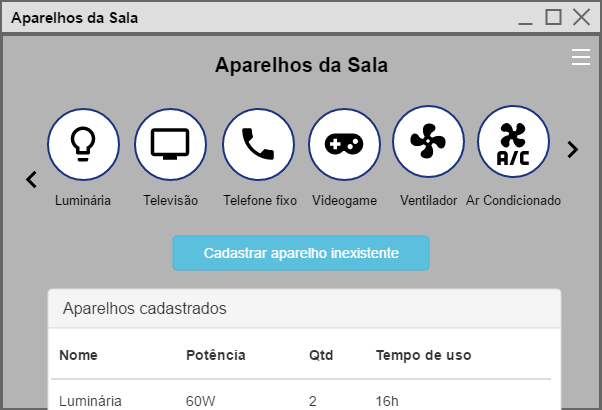 Aparelhos da Sala
Aparelhos da Sala
A/C
Luminária Televisão Telefone fixo Videogame Ventilador Ar Condicionado
Cadastrar aparelho inexistente
Aparelhos cadastrados
Nome Potência Qtd Tempo de uso
Luminária 60W 2 16h